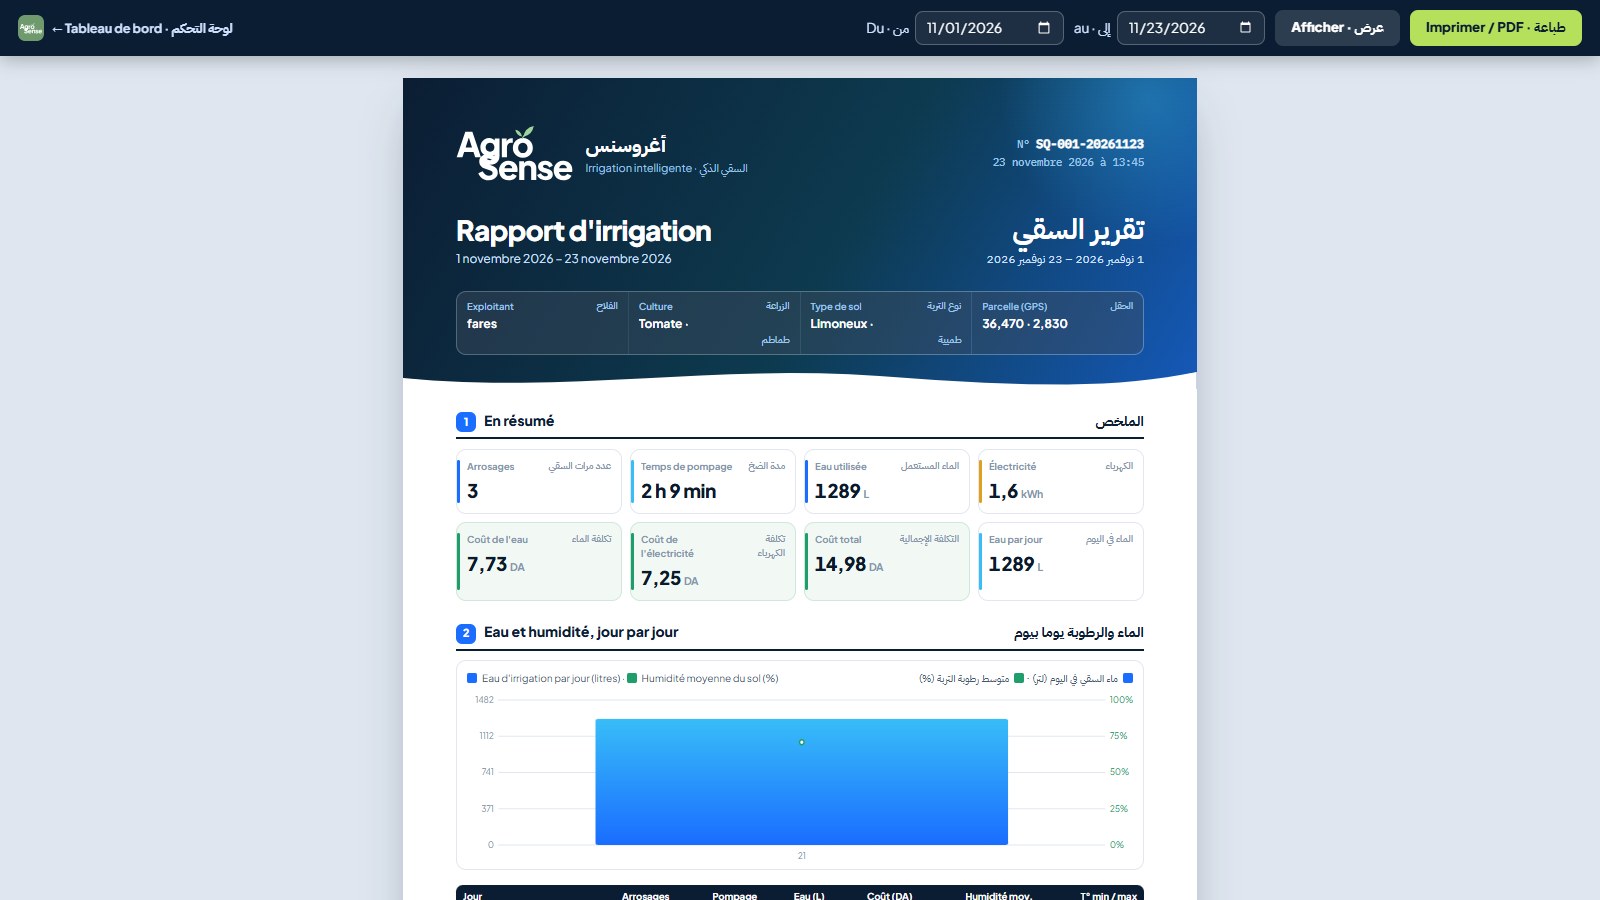 Agro Sense ← Tableau de bord · لوحة التحكم
Du · من 11/01/2026 au · إلى 11/23/2026 Afficher · عرض Imprimer / PDF · طباعة
Agro Sense
أغروسنس
Irrigation intelligente · السقي الذكي
N° SQ-001-20261123
23 novembre 2026 à 13:45
Rapport d'irrigation
تقرير السقي
1 novembre 2026 – 23 novembre 2026
1 نوفمبر 2026 — 23 نوفمبر 2026
Exploitant الفلاح
fares
Culture الزراعة
Tomate ·
طماطم
Type de sol نوع التربة
Limoneux ·
طميية
Parcelle (GPS) الحقل
36,470 · 2,830
1 En résumé الملخص
Arrosages عدد مرات السقي
3
Temps de pompage مدة الضخ
2 h 9 min
Eau utilisée الماء المستعمل
1289 L
Électricité الكهرباء
1,6 kWh
Coût de l'eau تكلفة الماء
7,73 DA
Coût de l'électricité تكلفة الكهرباء
7,25 DA
Coût total التكلفة الإجمالية
14,98 DA
Eau par jour الماء في اليوم
1289 L
2 Eau et humidité, jour par jour الماء والرطوبة يوما بيوم
Eau d'irrigation par jour (litres) · Humidité moyenne du sol (%)
ماء السقي في اليوم (لتر) · متوسط رطوبة التربة (%)
1482 100%
1112 75%
741 50%
371 25%
0 0%
21
Jour Arrosages Pompage Eau (L) Coût (DA) Humidité moy. T° min / max